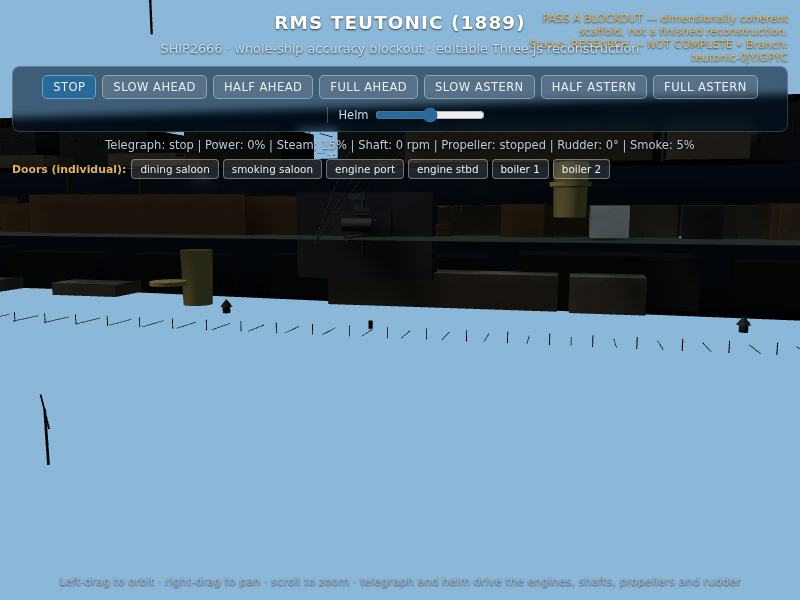 RMS TEUTONIC (1889)
SHIP2666 · whole-ship accuracy blockout · editable Three.js reconstruction
PASS A BLOCKOUT — dimensionally coherent
scaffold, not a finished reconstruction.
Status: RESEARCH — NOT COMPLETE • Branch:
teutonic-0JYIGPYC
STOP
SLOW AHEAD
HALF AHEAD
FULL AHEAD
SLOW ASTERN
HALF ASTERN
FULL ASTERN
Helm
Telegraph: stop | Power: 0% | Steam: 15% | Shaft: 0 rpm | Propeller: stopped | Rudder: 0° | Smoke: 5%
Doors (individual):
dining saloon
smoking saloon
engine port
engine stbd
boiler 1
boiler 2
Left-drag to orbit · right-drag to pan · scroll to zoom · telegraph and helm drive the engines, shafts, propellers and rudder